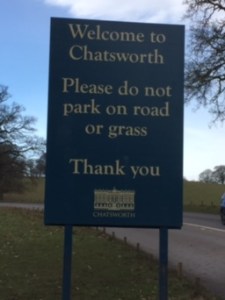 Welcome to
Chatsworth
Please do not
park on road
or grass
Thank you
CHATSWORTH